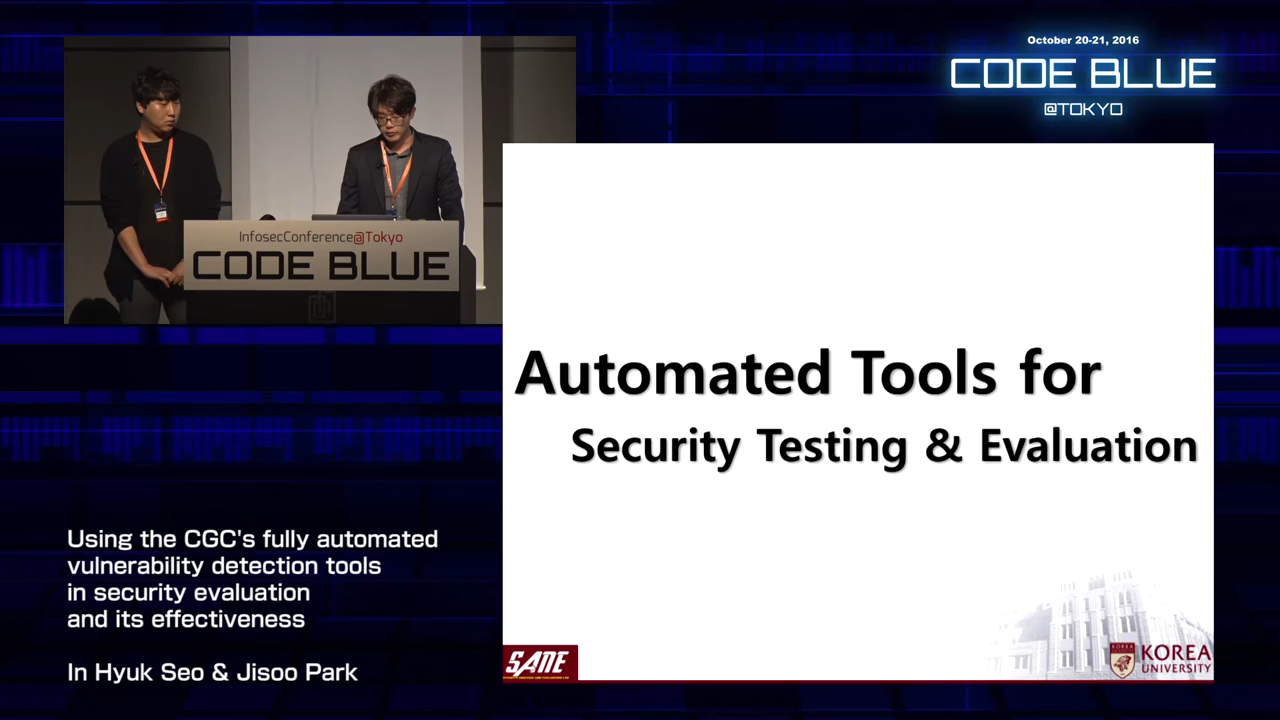 October 20-21, 2016
CODE BLUE
@TOKYO
InfosecConference@Tokyo
CODE BLUE
Automated Tools for
Security Testing & Evaluation
Using the CGC's fully automated
vulnerability detection tools
in security evaluation
and its effectiveness
In Hyuk Seo & Jisoo Park
SANE
KOREA
UNIVERSITY